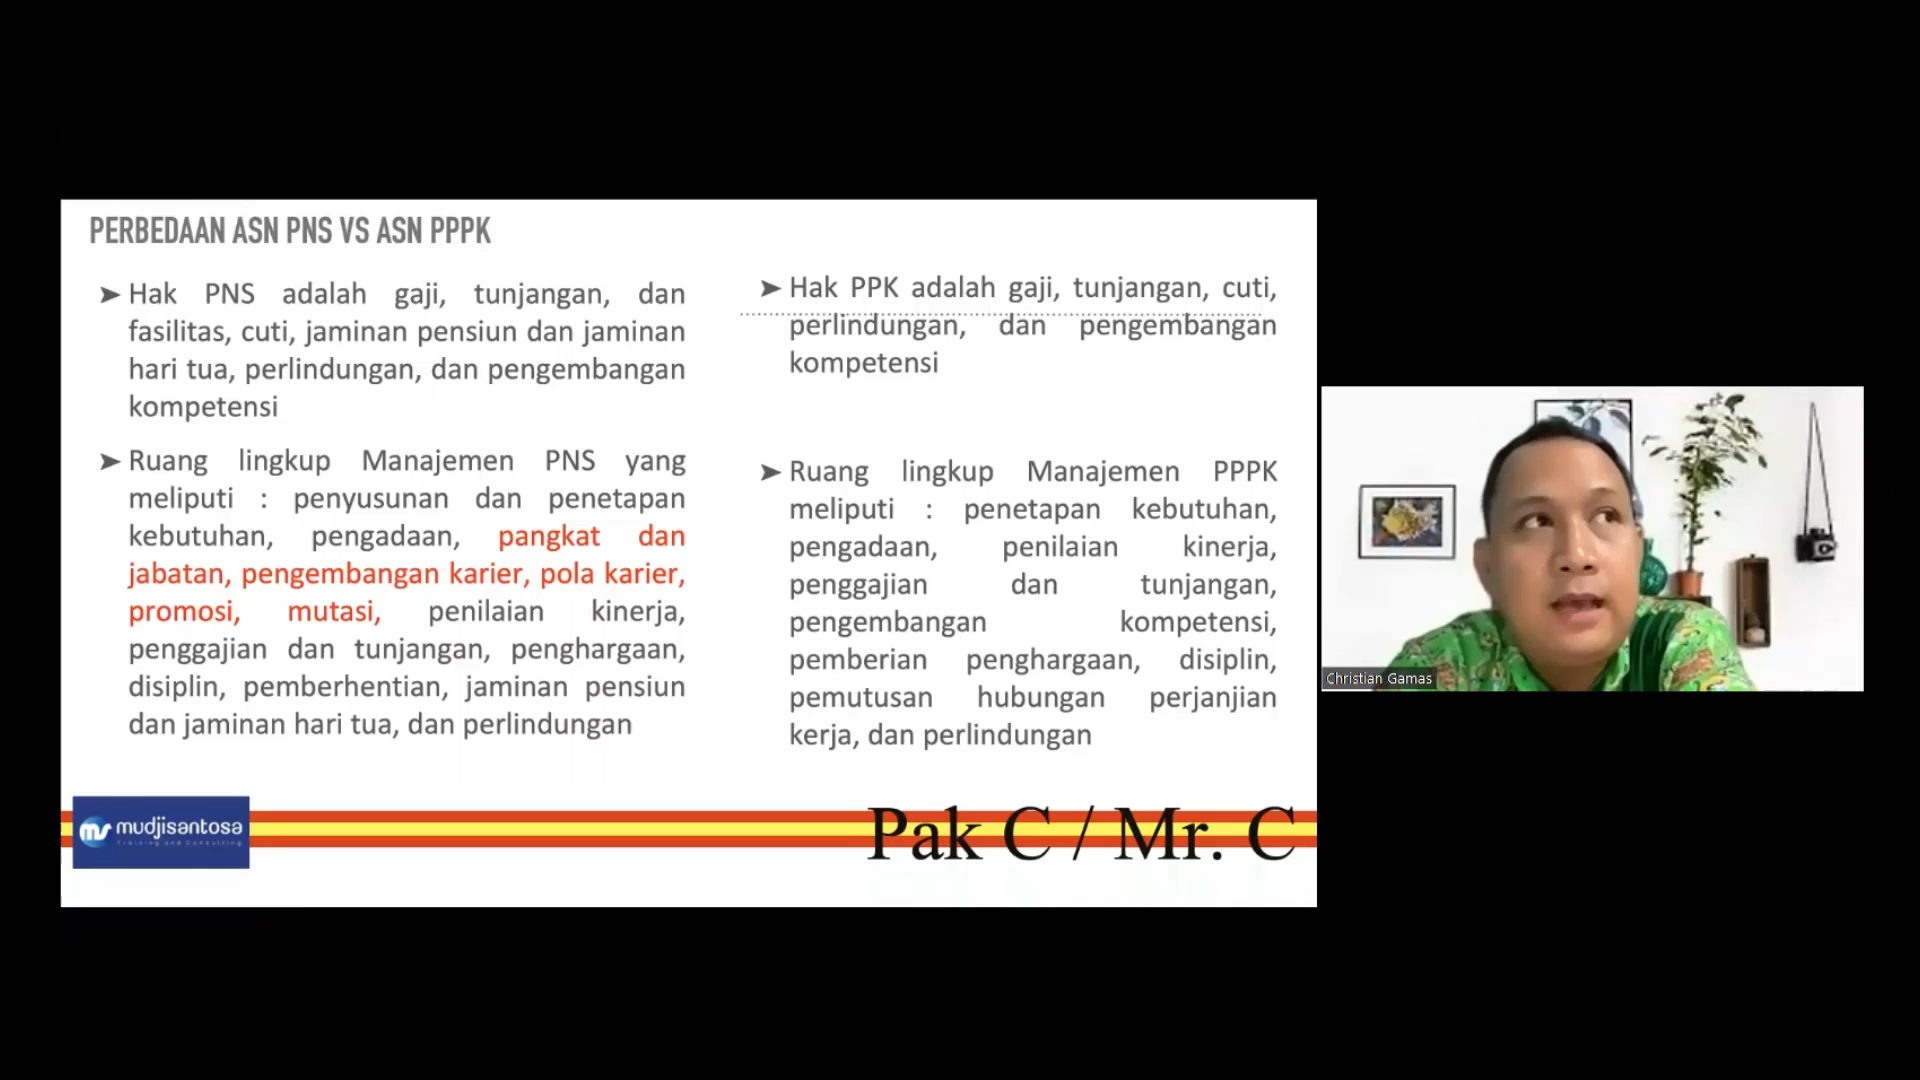 PERBEDAAN ASN PNS VS ASN PPPK
➤ Hak PNS adalah gaji, tunjangan, dan
fasilitas, cuti, jaminan pensiun dan jaminan
hari tua, perlindungan, dan pengembangan
kompetensi
➤ Ruang lingkup Manajemen PNS yang
meliputi : penyusunan dan penetapan
kebutuhan, pengadaan, pangkat dan
jabatan, pengembangan karier, pola karier,
promosi, mutasi, penilaian kinerja,
penggajian dan tunjangan, penghargaan,
disiplin, pemberhentian, jaminan pensiun
dan jaminan hari tua, dan perlindungan
➤ Hak PPK adalah gaji, tunjangan, cuti,
perlindungan, dan pengembangan
kompetensi
➤ Ruang lingkup Manajemen PPPK
meliputi : penetapan kebutuhan,
pengadaan, penilaian kinerja,
penggajian dan tunjangan,
pengembangan kompetensi,
pemberian penghargaan, disiplin,
pemutusan hubungan perjanjian
kerja, dan perlindungan
ms mudjisantosa
Training and Consulting
Pak C / Mr. C
Christian Gamas